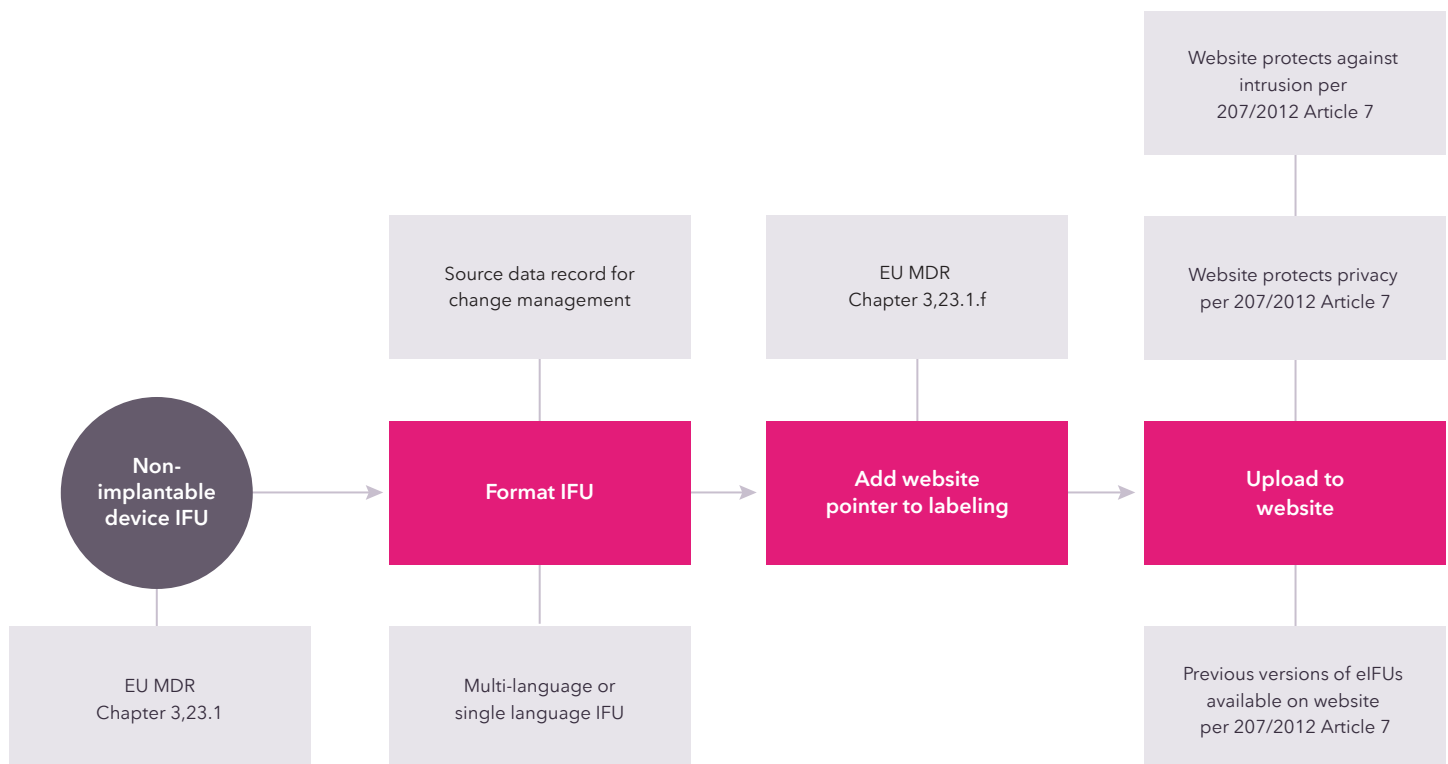 Website protects against
intrusion per
207/2012 Article 7
Source data record for
change management
EU MDR
Chapter 3,23.1.f
Website protects privacy
per 207/2012 Article 7
Non-
implantable
device IFU
Format IFU
Add website
pointer to labeling
Upload to
website
EU MDR
Chapter 3,23.1
Multi-language or
single language IFU
Previous versions of eIFUs
available on website
per 207/2012 Article 7